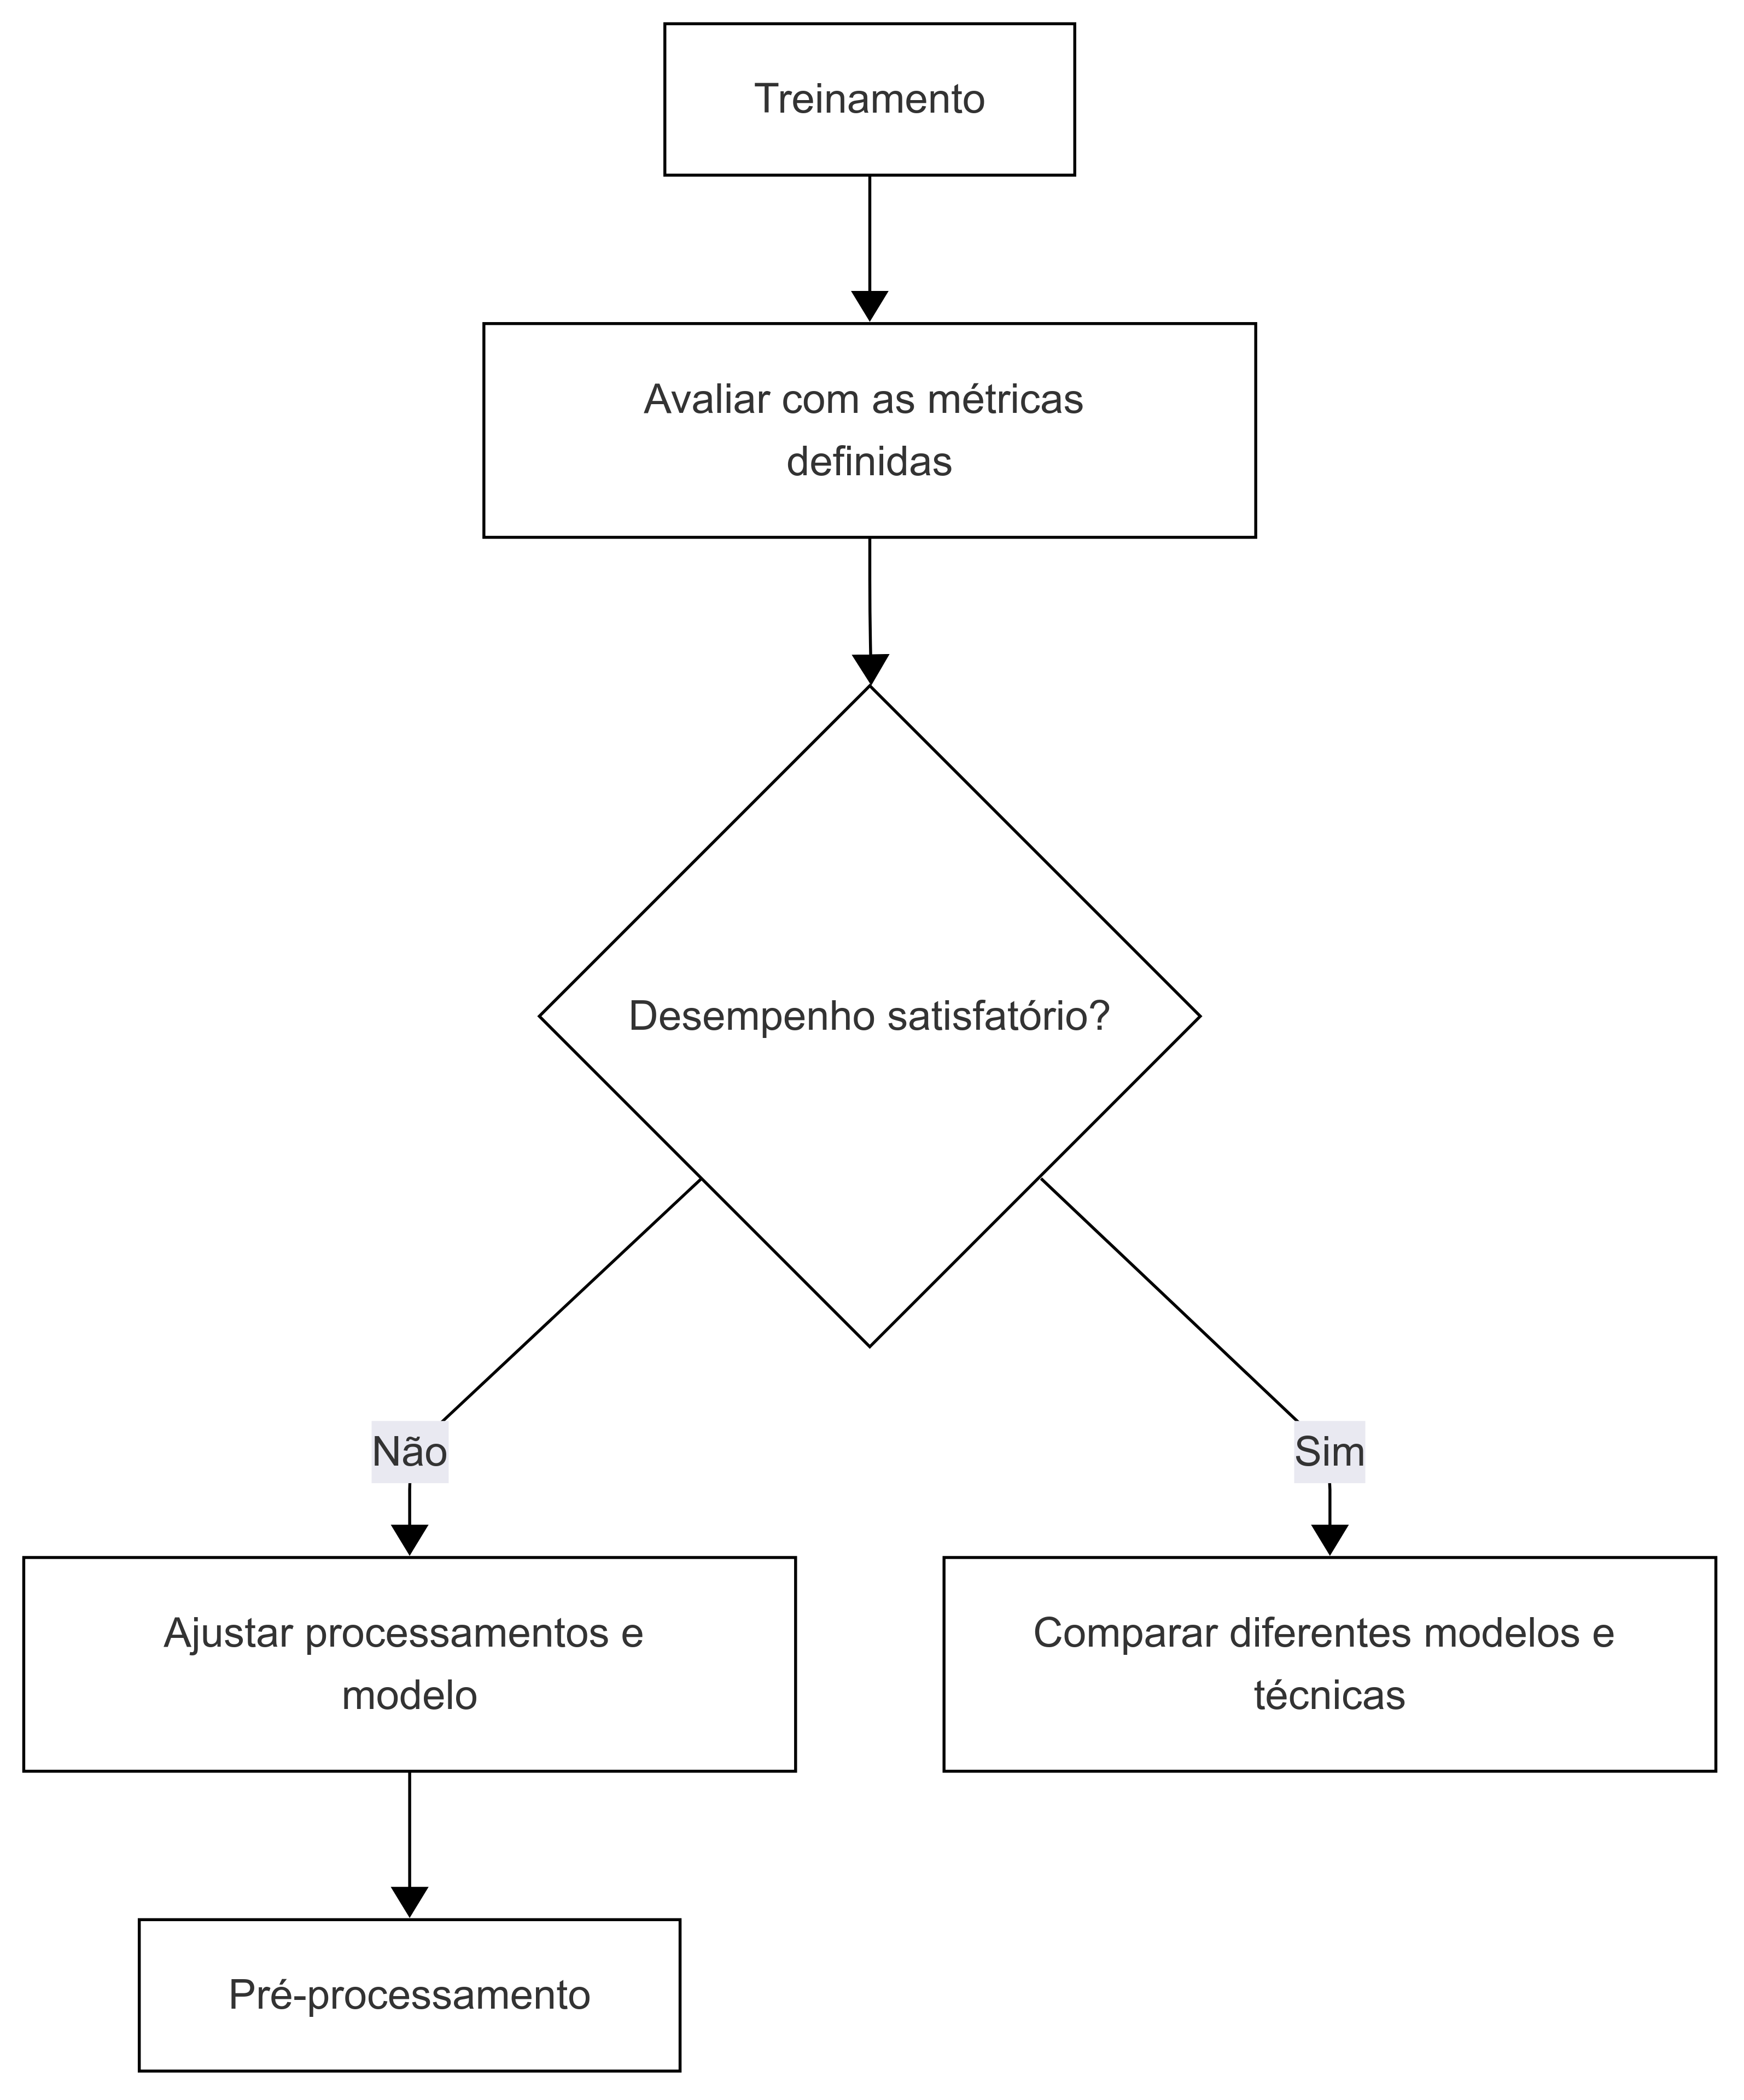 Treinamento
Avaliar com as métricas
definidas
Desempenho satisfatório?
Não
Sim
Ajustar processamentos e
modelo
Comparar diferentes modelos e
técnicas
Pré-processamento